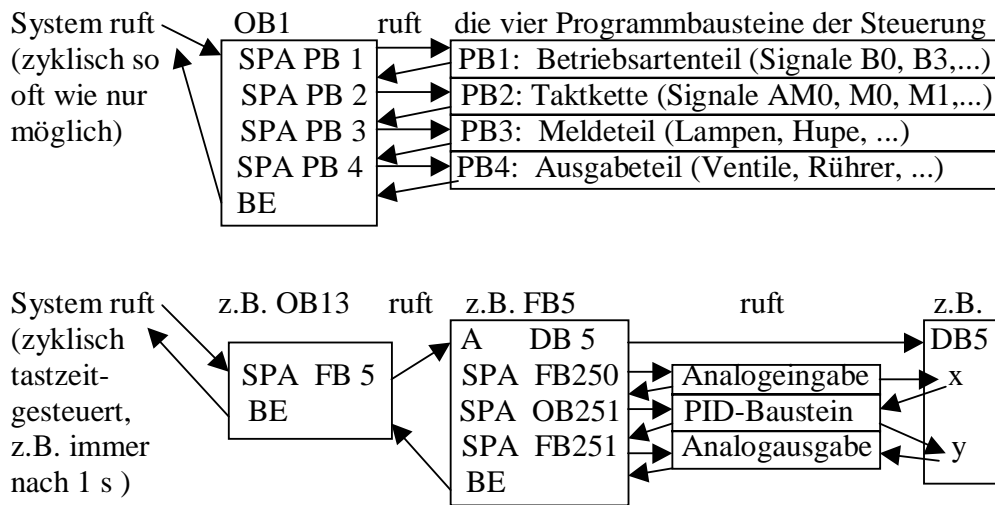 System ruft
(zyklisch so
oft wie nur
möglich)
OB1
ruft
die vier Programmbausteine der Steuerung
SPA PB 1
SPA PB 2
SPA PB 3
SPA PB 4
BE
PB1: Betriebsartenteil (Signale B0, B3,...)
PB2: Taktkette (Signale AM0, M0, M1,...)
PB3: Meldeteil (Lampen, Hupe, ...)
PB4: Ausgabeteil (Ventile, Rührer, ...)
System ruft
(zyklisch
tastzeit-
gesteuert,
z.B. immer
nach 1 s )
z.B. OB13
ruft
z.B. FB5
ruft
z.B.
SPA FB 5
BE
A DB 5
SPA FB250
SPA OB251
SPA FB251
BE
Analogeingabe
PID-Baustein
Analogausgabe
DB5
x
y